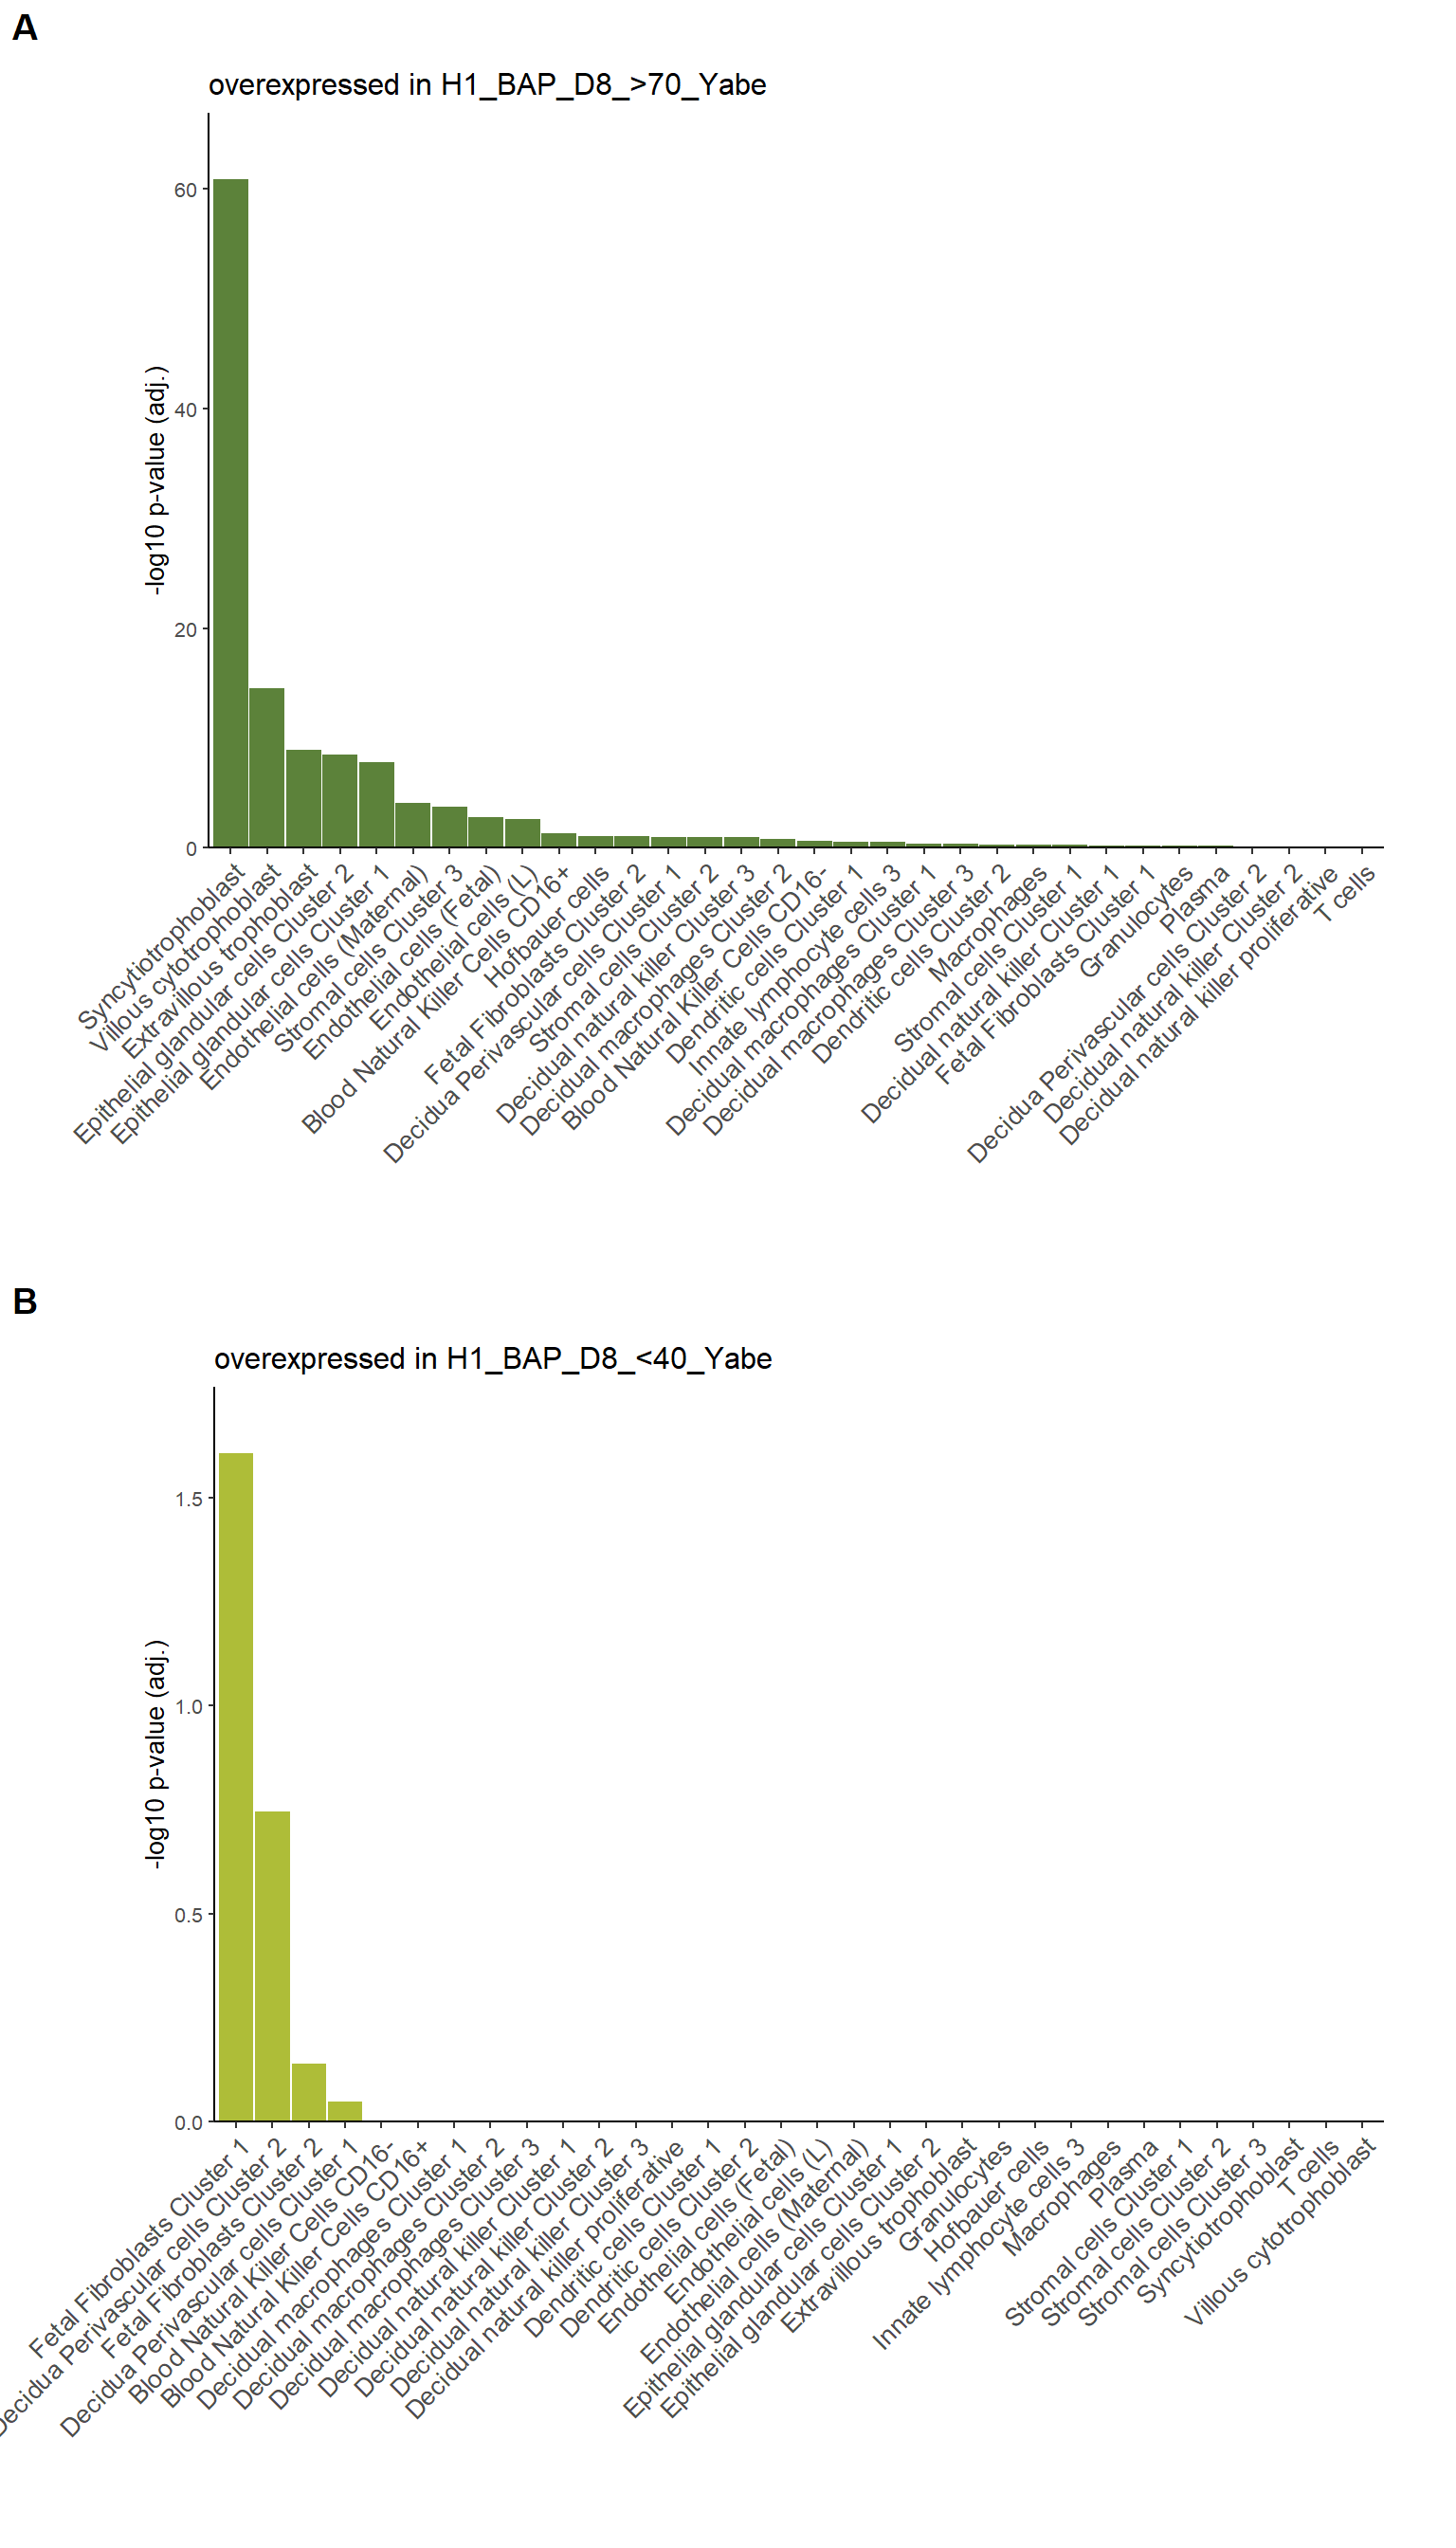 A
overexpressed in H1_BAP_D8_>70_Yabe
-log10 p-value (adj.)
60
40
20
0
Syncytiotrophoblast
Villous cytotrophoblast
Extravillous trophoblast
Epithelial glandular cells Cluster 2
Epithelial glandular cells Cluster 1
Endothelial cells (Maternal)
Stromal cells Cluster 3
Endothelial cells (Fetal)
Endothelial cells (L)
Blood Natural Killer Cells CD16+
Hofbauer cells
Fetal Fibroblasts Cluster 2
Decidua Perivascular cells Cluster 1
Stromal cells Cluster 2
Decidual natural killer Cluster 3
Decidual macrophages Cluster 2
Blood Natural Killer Cells CD16-
Dendritic cells Cluster 1
Innate lymphocyte cells 3
Decidual macrophages Cluster 1
Decidual macrophages Cluster 3
Dendritic cells Cluster 2
Macrophages
Stromal cells Cluster 1
Decidual natural killer Cluster 1
Fetal Fibroblasts Cluster 1
Granulocytes
Plasma
Decidua Perivascular cells Cluster 2
Decidual natural killer Cluster 2
Decidual natural killer proliferative
T cells
B
overexpressed in H1_BAP_D8_<40_Yabe
-log10 p-value (adj.)
1.5
1.0
0.5
0.0
Fetal Fibroblasts Cluster 1
Decidua Perivascular cells Cluster 2
Fetal Fibroblasts Cluster 2
Decidua Perivascular cells Cluster 1
Blood Natural Killer Cells CD16-
Blood Natural Killer Cells CD16+
Decidual macrophages Cluster 1
Decidual macrophages Cluster 2
Decidual macrophages Cluster 3
Decidual natural killer Cluster 1
Decidual natural killer Cluster 2
Decidual natural killer Cluster 3
Decidual natural killer proliferative
Dendritic cells Cluster 1
Dendritic cells Cluster 2
Endothelial cells (Fetal)
Endothelial cells (L)
Endothelial cells (Maternal)
Epithelial glandular cells Cluster 1
Epithelial glandular cells Cluster 2
Extravillous trophoblast
Granulocytes
Hofbauer cells
Innate lymphocyte cells 3
Macrophages
Plasma
Stromal cells Cluster 1
Stromal cells Cluster 2
Stromal cells Cluster 3
Syncytiotrophoblast
T cells
Villous cytotrophoblast